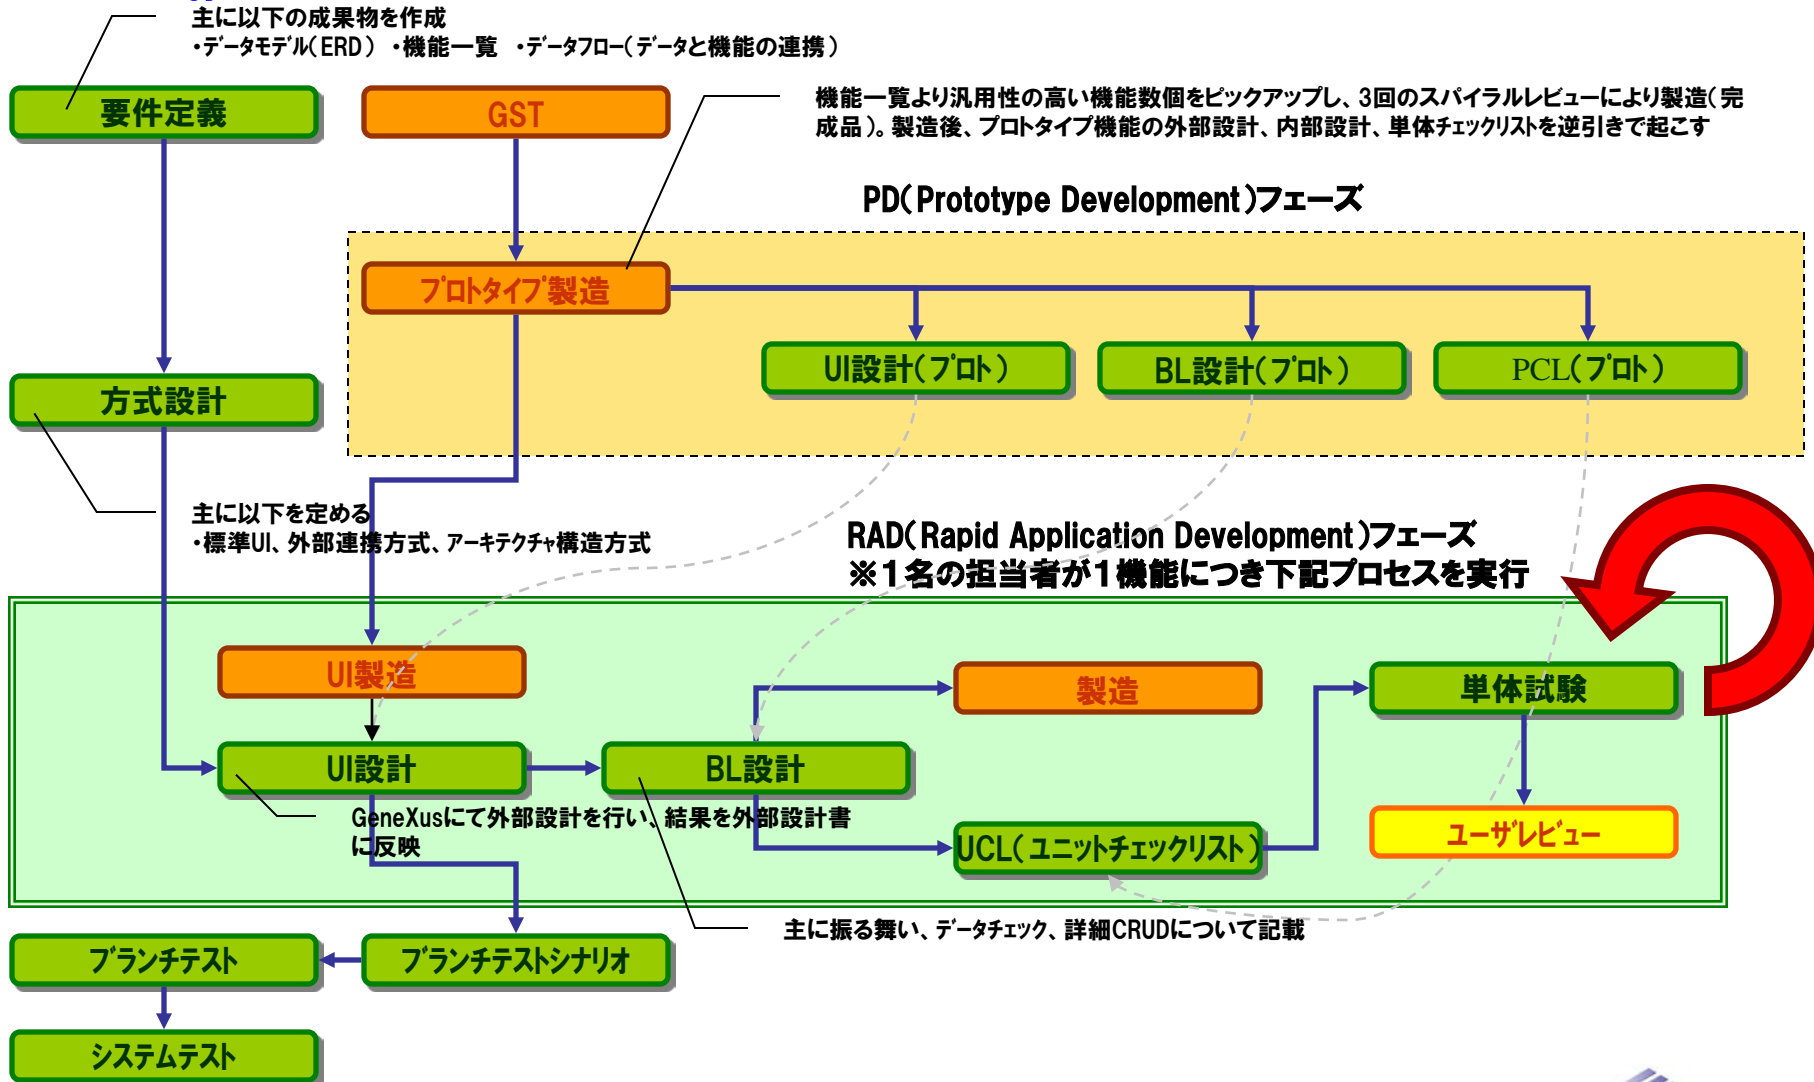 主に以下の成果物を作成
・データモデル(ERD) ・機能一覧 ・データフロー(データと機能の連携)
要件定義
GST
機能一覧より汎用性の高い機能数個をピックアップし、3回のスパイラルレビューにより製造(完
成品)。製造後、プロトタイプ機能の外部設計、内部設計、単体チェックリストを逆引きで起こす
PD(Prototype Development)フェーズ
プロトタイプ製造
UI設計(プロト)
BL設計(プロト)
PCL(プロト)
方式設計
主に以下を定める
・標準UI、外部連携方式、アーキテクチャ構造方式
RAD(Rapid Application Development)フェーズ
※１名の担当者が１機能につき下記プロセスを実行
UI製造
製造
単体試験
UI設計
BL設計
GeneXusにて外部設計を行い、結果を外部設計書
に反映
UCL(ユニットチェックリスト)
ユーザレビュー
主に振る舞い、データチェック、詳細CRUDについて記載
ブランチテスト
ブランチテストシナリオ
システムテスト